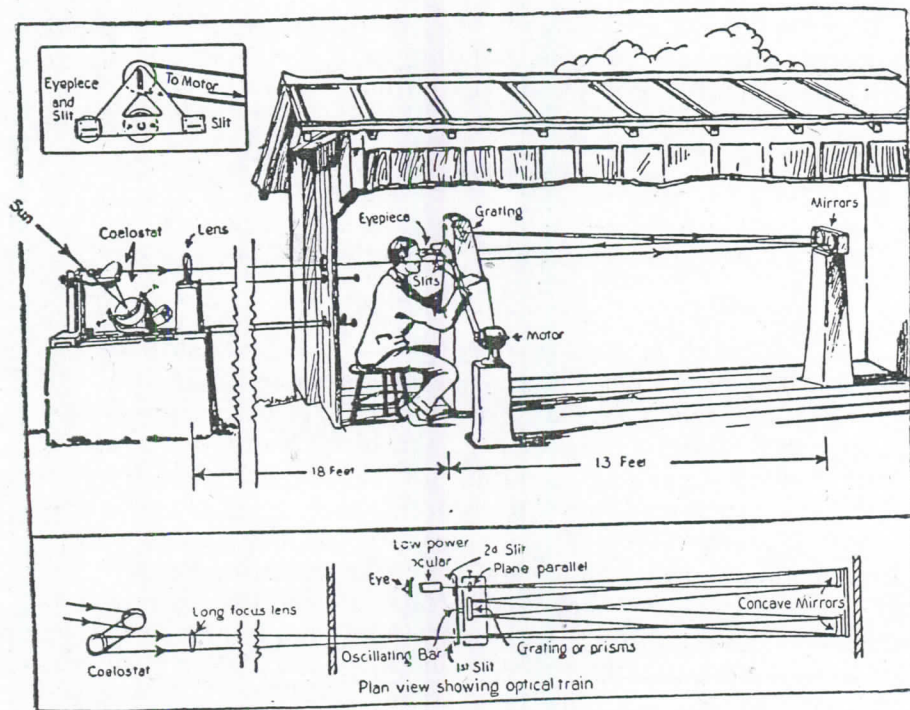 Eyepiece
and
Slit
To Motor
Slit
Sun
Coelostat
Lens
Eyepiece
Grating
Mirrors
Slits
Motor
18 Feet
13 Feet
Low power
2d Slit
Plane parallel
Eye
Long focus lens
Concave Mirrors
Coelostat
Oscillating Bar
1st Slit
Grating or prisms
Plan view showing optical train